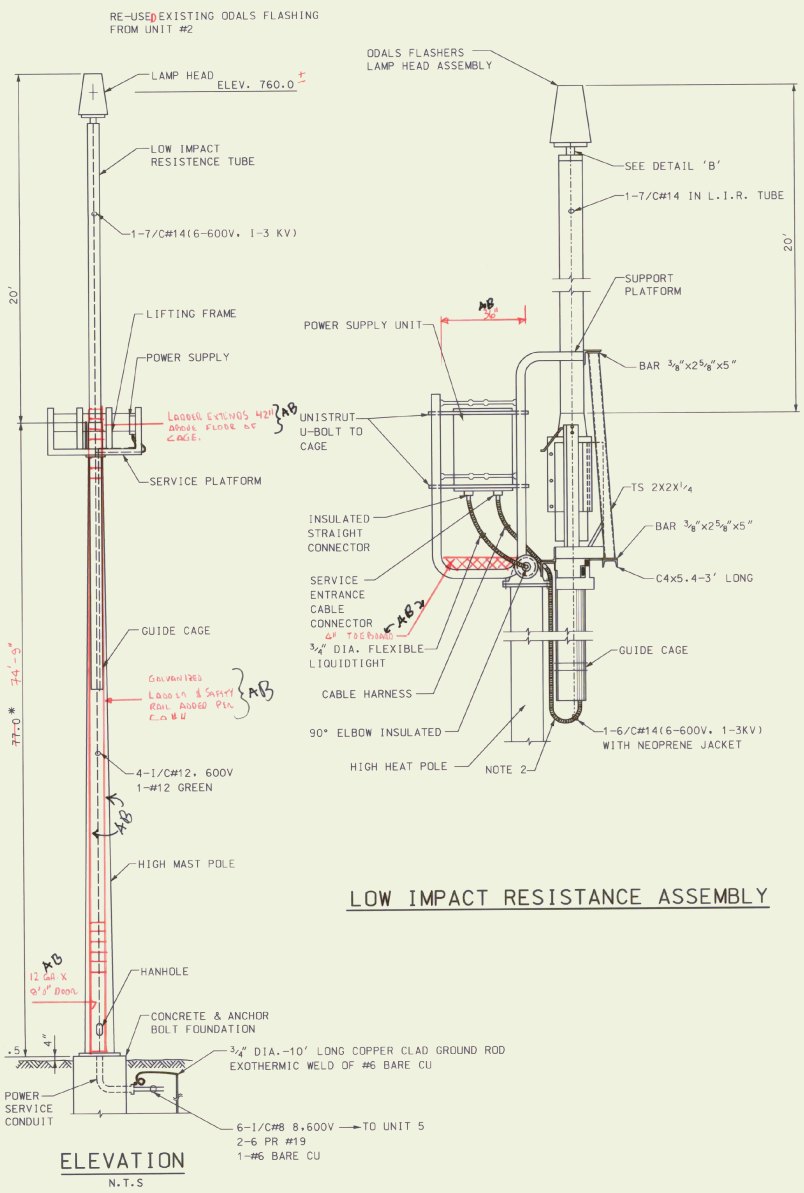 RE-USED EXISTING ODALS FLASHING
FROM UNIT #2
LAMP HEAD
ELEV. 760.0 ±
LOW IMPACT
RESISTENCE TUBE
1-7/C#14(6-600V, 1-3 KV)
20'
LIFTING FRAME
POWER SUPPLY
LADDER EXTENDS 42"
ABOVE FLOOR OF
CAGE.
AB
SERVICE PLATFORM
GUIDE CAGE
GALVANIZED
LADDER & SAFETY
RAIL ADDED PER
AB
77.0 *
74'-9"
4-1/C#12, 600V
1-#12 GREEN
AB
HIGH MAST POLE
AB
12 GA. X
DOOR
HANHOLE
CONCRETE & ANCHOR
BOLT FOUNDATION
.5
4"
3/4" DIA.-10' LONG COPPER CLAD GROUND ROD
EXOTHERMIC WELD OF #6 BARE CU
POWER
SERVICE
CONDUIT
6-1/C#8 8,600V TO UNIT 5
2-6 PR #19
1-#6 BARE CU
ELEVATION
N.T.S
ODALS FLASHERS
LAMP HEAD ASSEMBLY
SEE DETAIL 'B'
1-7/C#14 IN L.I.R. TUBE
20'
SUPPORT
PLATFORM
AB
36"
POWER SUPPLY UNIT
BAR 3/8"x2 5/8"x5"
UNISTRUT
U-BOLT TO
CAGE
TS 2X2X1/4
INSULATED
STRAIGHT
CONNECTOR
BAR 3/8"x2 5/8"x5"
SERVICE
ENTRANCE
CABLE
CONNECTOR
C4x5.4-3' LONG
AB
TOEBOARD
3/4" DIA. FLEXIBLE
LIQUIDTIGHT
GUIDE CAGE
CABLE HARNESS
90° ELBOW INSULATED
1-6/C#14(6-600V, 1-3KV)
WITH NEOPRENE JACKET
HIGH HEAT POLE
NOTE 2
LOW IMPACT RESISTANCE ASSEMBLY